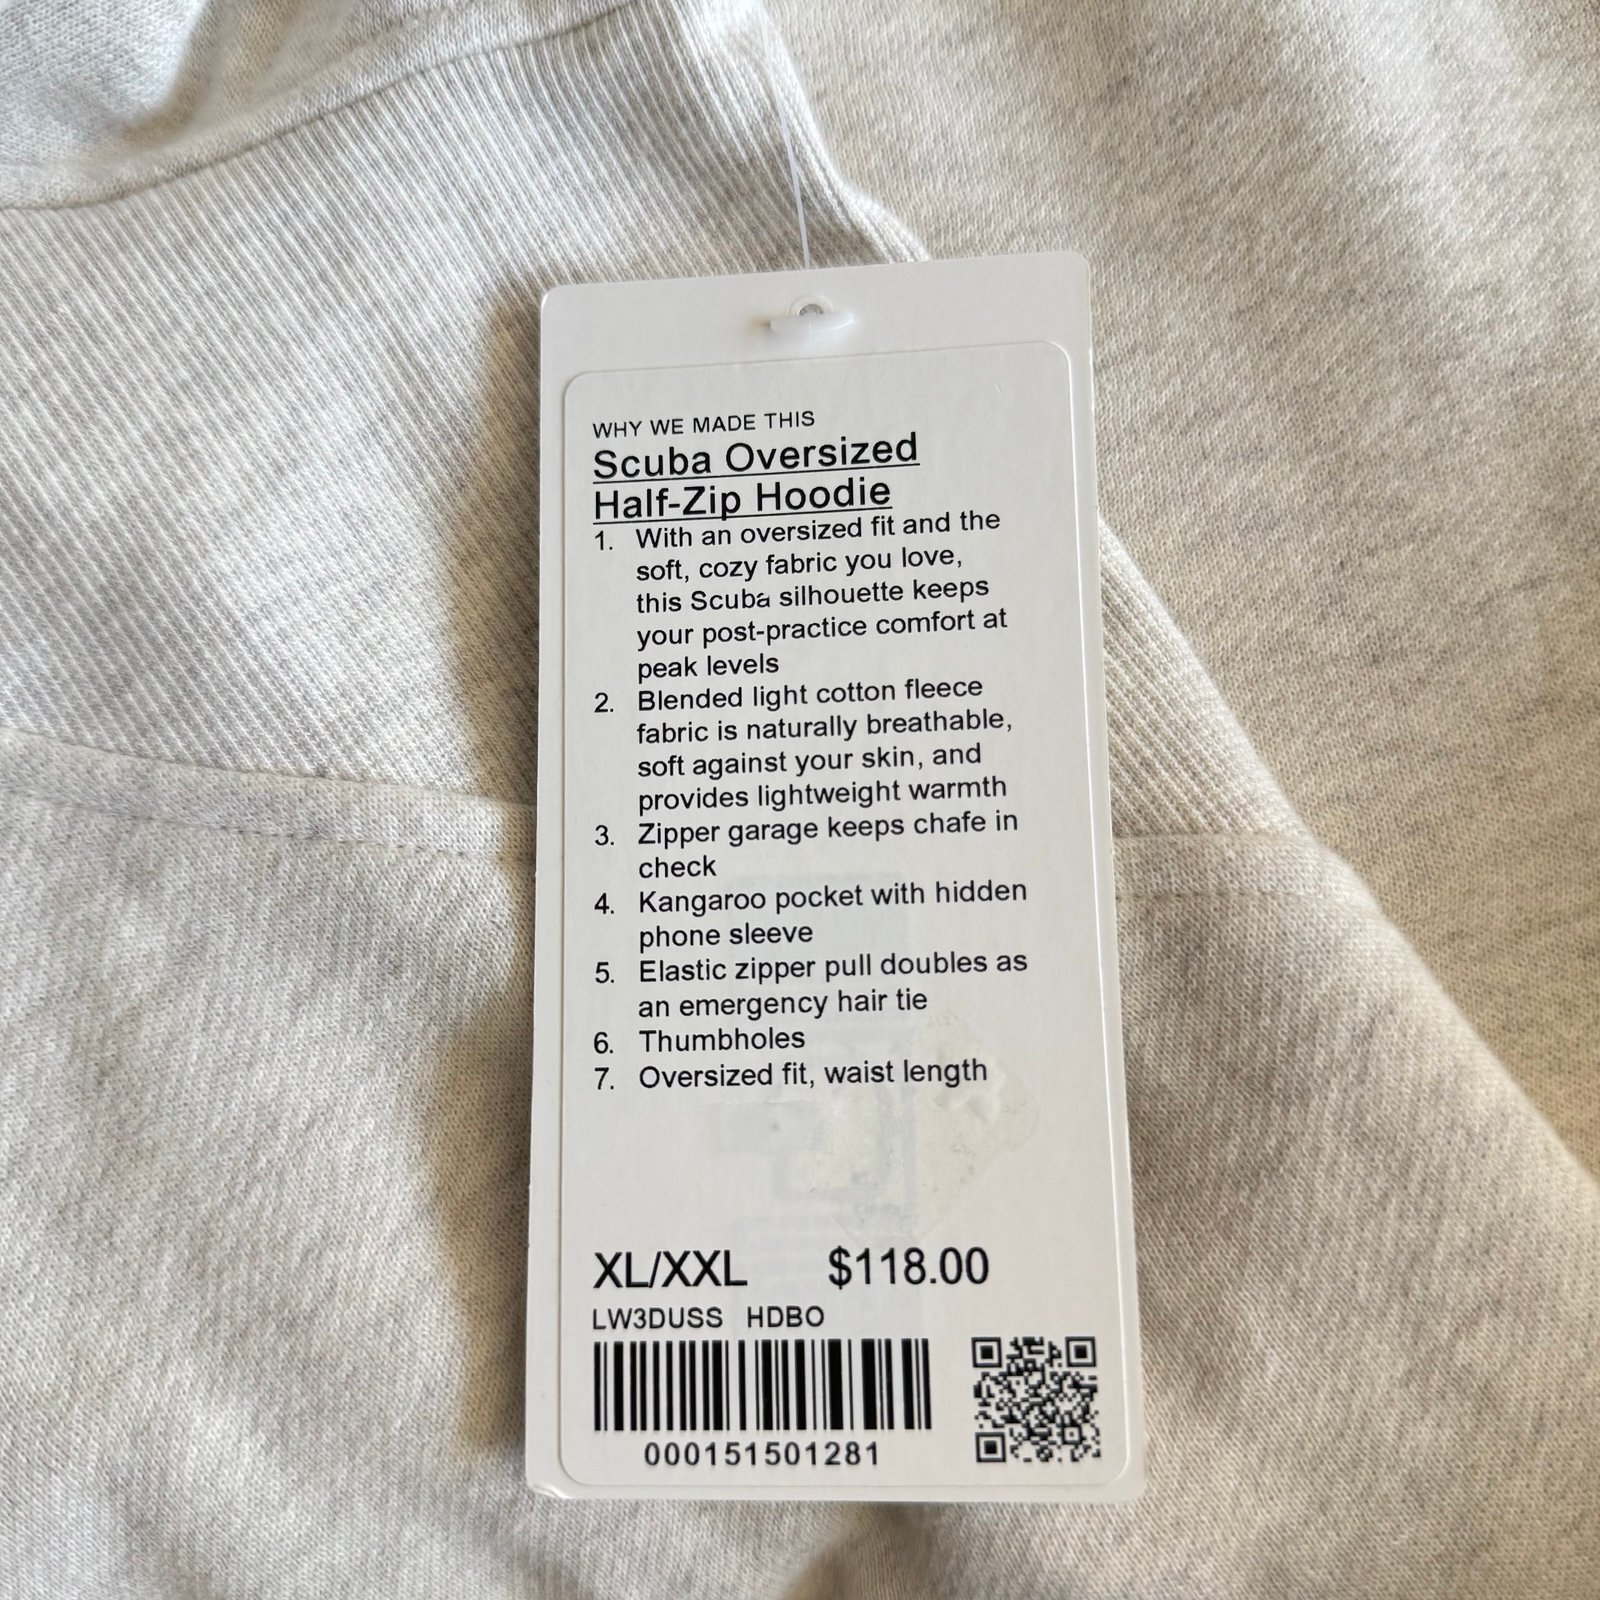 WHY WE MADE THIS
Scuba Oversized
Half-Zip Hoodie
1. With an oversized fit and the
soft, cozy fabric you love,
this Scuba silhouette keeps
your post-practice comfort at
peak levels
2. Blended light cotton fleece
fabric is naturally breathable,
soft against your skin, and
provides lightweight warmth
3. Zipper garage keeps chafe in
check
4. Kangaroo pocket with hidden
phone sleeve
5. Elastic zipper pull doubles as
an emergency hair tie
6. Thumbholes
7. Oversized fit, waist length
XL/XXL $118.00
LW3DUSS HDBO
000151501281